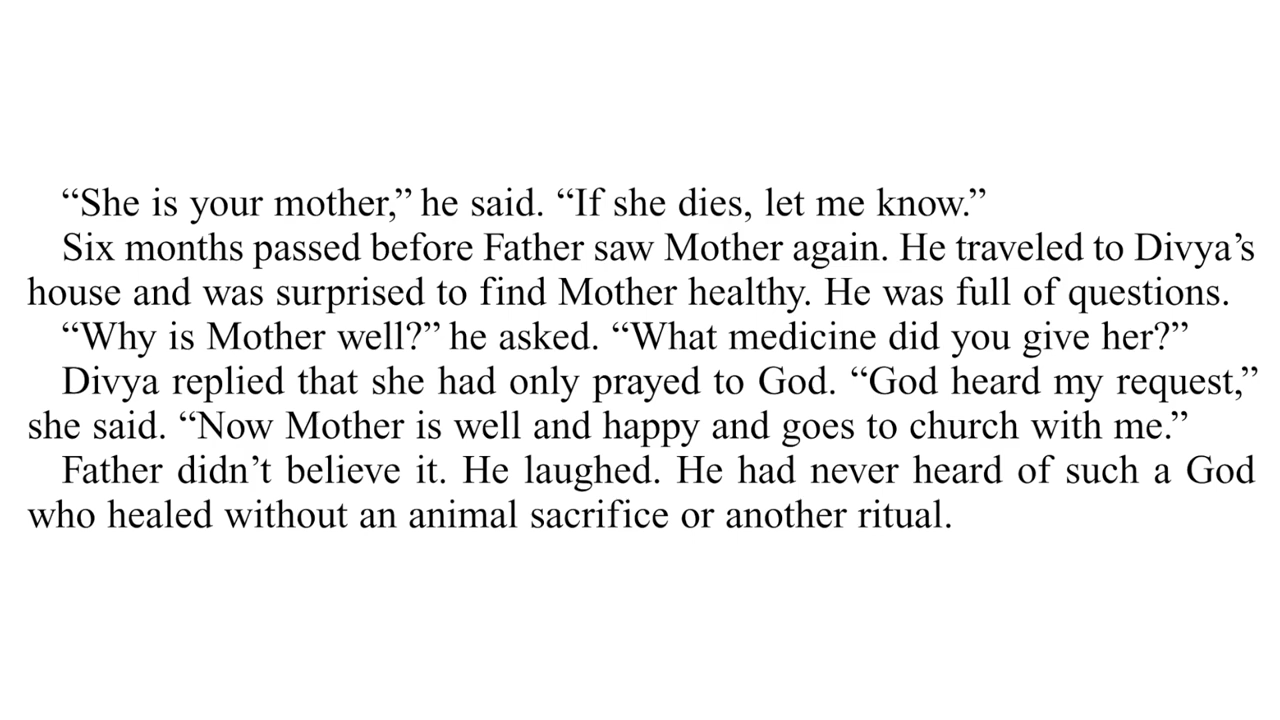 “She is your mother,” he said. “If she dies, let me know.”
Six months passed before Father saw Mother again. He traveled to Divya’s
house and was surprised to find Mother healthy. He was full of questions.
“Why is Mother well?” he asked. “What medicine did you give her?”
Divya replied that she had only prayed to God. “God heard my request,”
she said. “Now Mother is well and happy and goes to church with me.”
Father didn’t believe it. He laughed. He had never heard of such a God
who healed without an animal sacrifice or another ritual.